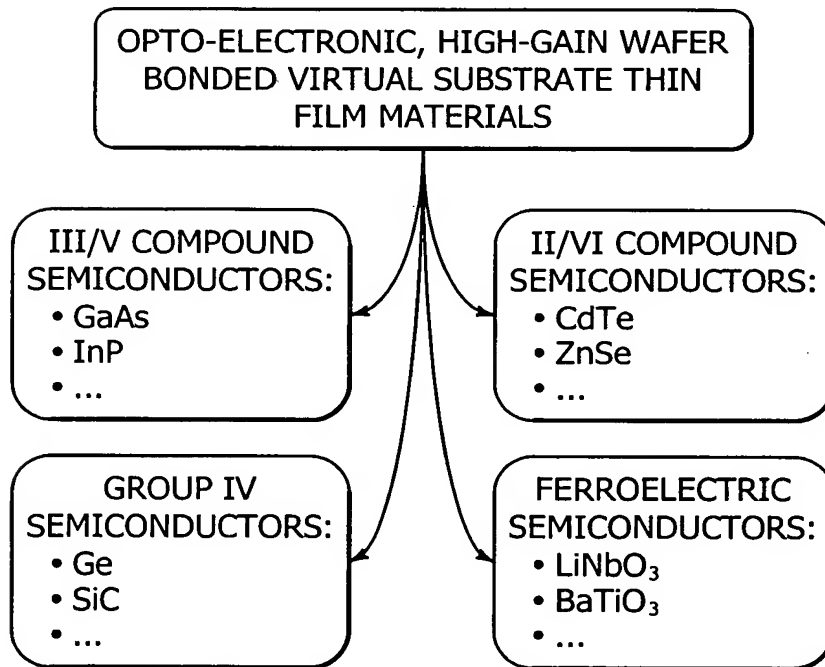 OPTO-ELECTRONIC, HIGH-GAIN WAFER
BONDED VIRTUAL SUBSTRATE THIN
FILM MATERIALS
III/V COMPOUND
SEMICONDUCTORS:
• GaAs
• InP
• ...
II/VI COMPOUND
SEMICONDUCTORS:
• CdTe
• ZnSe
• ...
GROUP IV
SEMICONDUCTORS:
• Ge
• SiC
• ...
FERROELECTRIC
SEMICONDUCTORS:
• LiNbO₃
• BaTiO₃
• ...